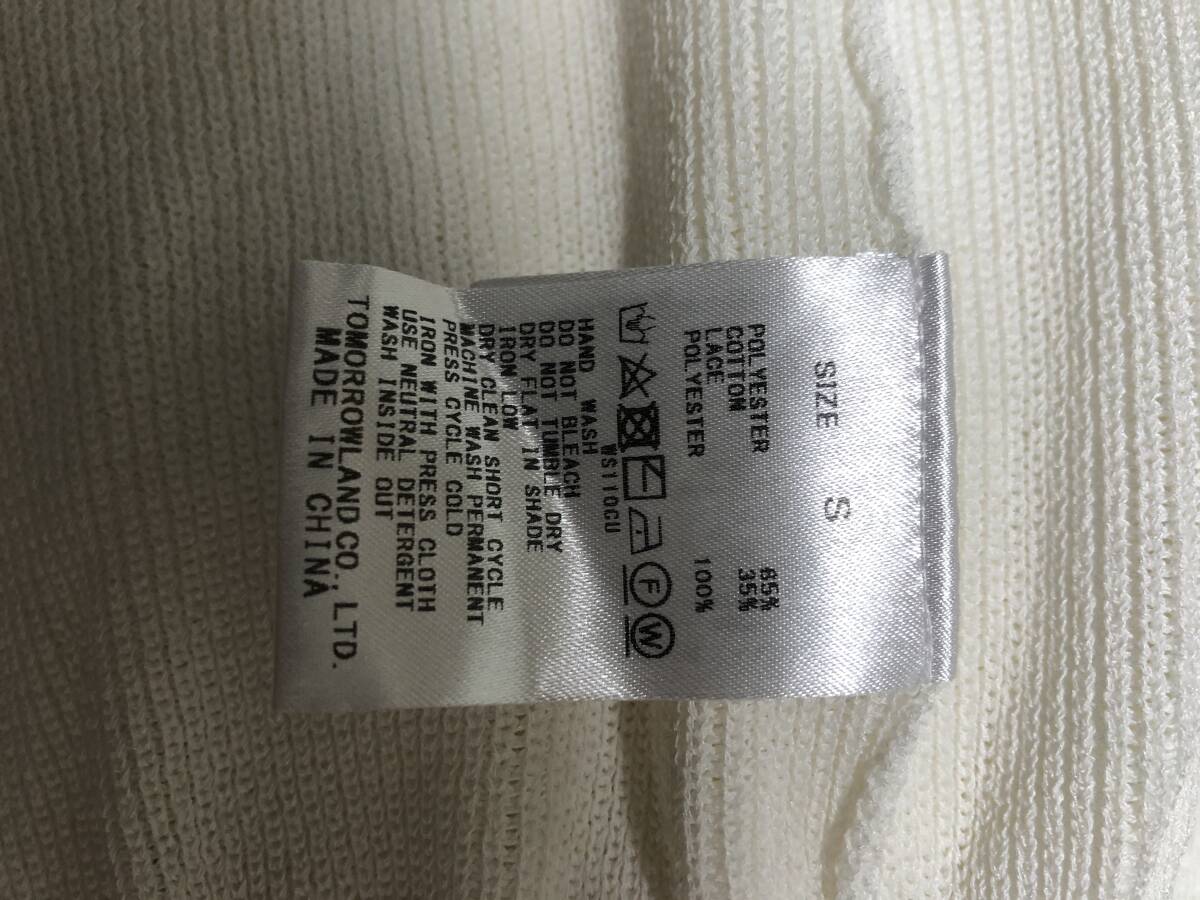 SIZE S
POLYESTER 65%
COTTON 35%
LACE
POLYESTER 100%
F W
WS110CU
HAND WASH
DO NOT BLEACH
DO NOT TUMBLE DRY
DRY FLAT IN SHADE
IRON LOW
DRY CLEAN SHORT CYCLE
MACHINE WASH PERMANENT
PRESS CYCLE COLD
IRON WITH PRESS CLOTH
USE NEUTRAL DETERGENT
WASH INSIDE OUT
TOMORROWLAND CO., LTD.
MADE IN CHINA